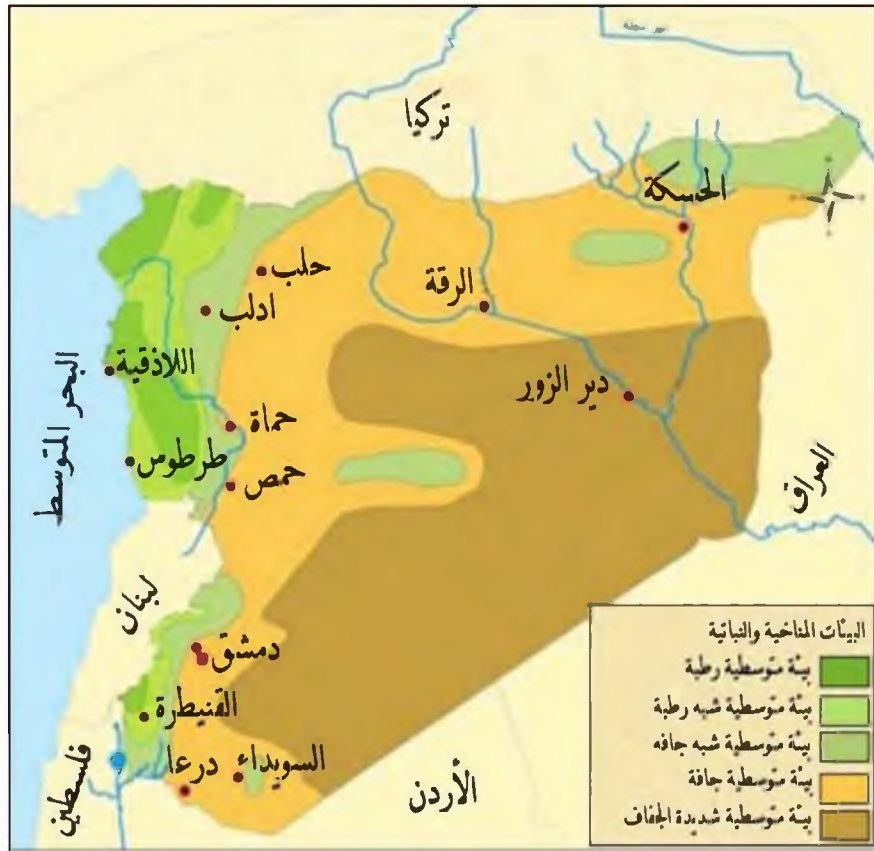 تركيا
الحسكة
حلب
الرقة
ادلب
اللاذقية
البحر المتوسط
دير الزور
حماة
طرطوس
حمص
العراق
لبنان
دمشق
القنيطرة
السويداء
درعا
فلسطين
الأردن
البيئات المناخية والنباتية
بيئة متوسطية رطبة
بيئة متوسطية شبه رطبة
بيئة متوسطية شبه جافه
بيئة متوسطية جافة
بيئة متوسطية شديدة الجفاف